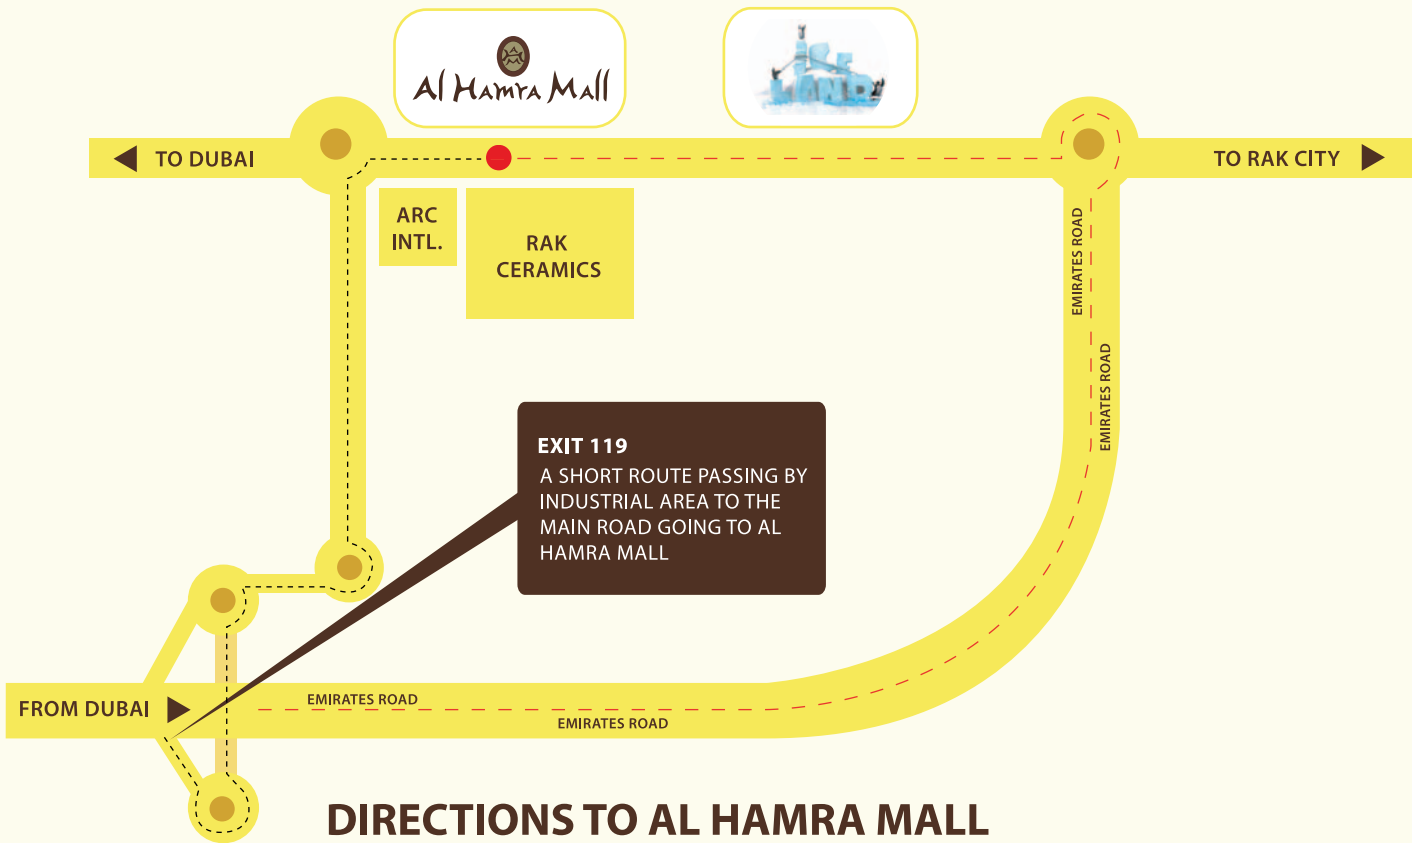 Al Hamra Mall
ICE
LAND
TO DUBAI
TO RAK CITY
ARC
INTL.
RAK
CERAMICS
EMIRATES ROAD
EMIRATES ROAD
EXIT 119
A SHORT ROUTE PASSING BY
INDUSTRIAL AREA TO THE
MAIN ROAD GOING TO AL
HAMRA MALL
FROM DUBAI
EMIRATES ROAD
EMIRATES ROAD
DIRECTIONS TO AL HAMRA MALL